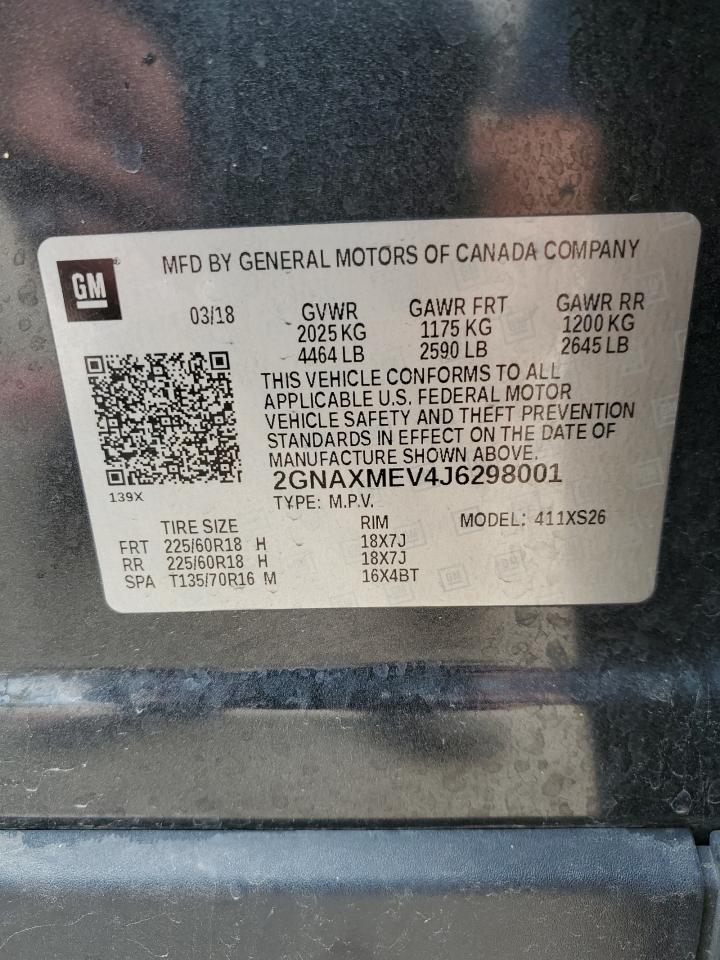 GM
MFD BY GENERAL MOTORS OF CANADA COMPANY
03/18
GVWR GAWR FRT GAWR RR
2025 KG 1175 KG 1200 KG
4464 LB 2590 LB 2645 LB
THIS VEHICLE CONFORMS TO ALL
APPLICABLE U.S. FEDERAL MOTOR
VEHICLE SAFETY AND THEFT PREVENTION
STANDARDS IN EFFECT ON THE DATE OF
MANUFACTURE SHOWN ABOVE.
2GNAXMEV4J6298001
139X
TYPE: M.P.V.
TIRE SIZE RIM MODEL: 411XS26
FRT 225/60R18 H 18X7J
RR 225/60R18 H 18X7J
SPA T135/70R16 M 16X4BT